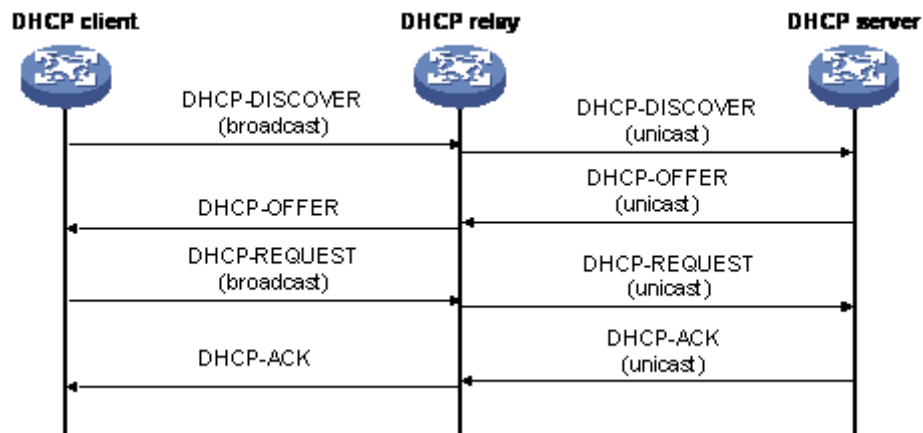 DHCP client
DHCP relay
DHCP server
DHCP-DISCOVER
(broadcast)
DHCP-DISCOVER
(unicast)
DHCP-OFFER
(unicast)
DHCP-OFFER
DHCP-REQUEST
(broadcast)
DHCP-REQUEST
(unicast)
DHCP-ACK
(unicast)
DHCP-ACK